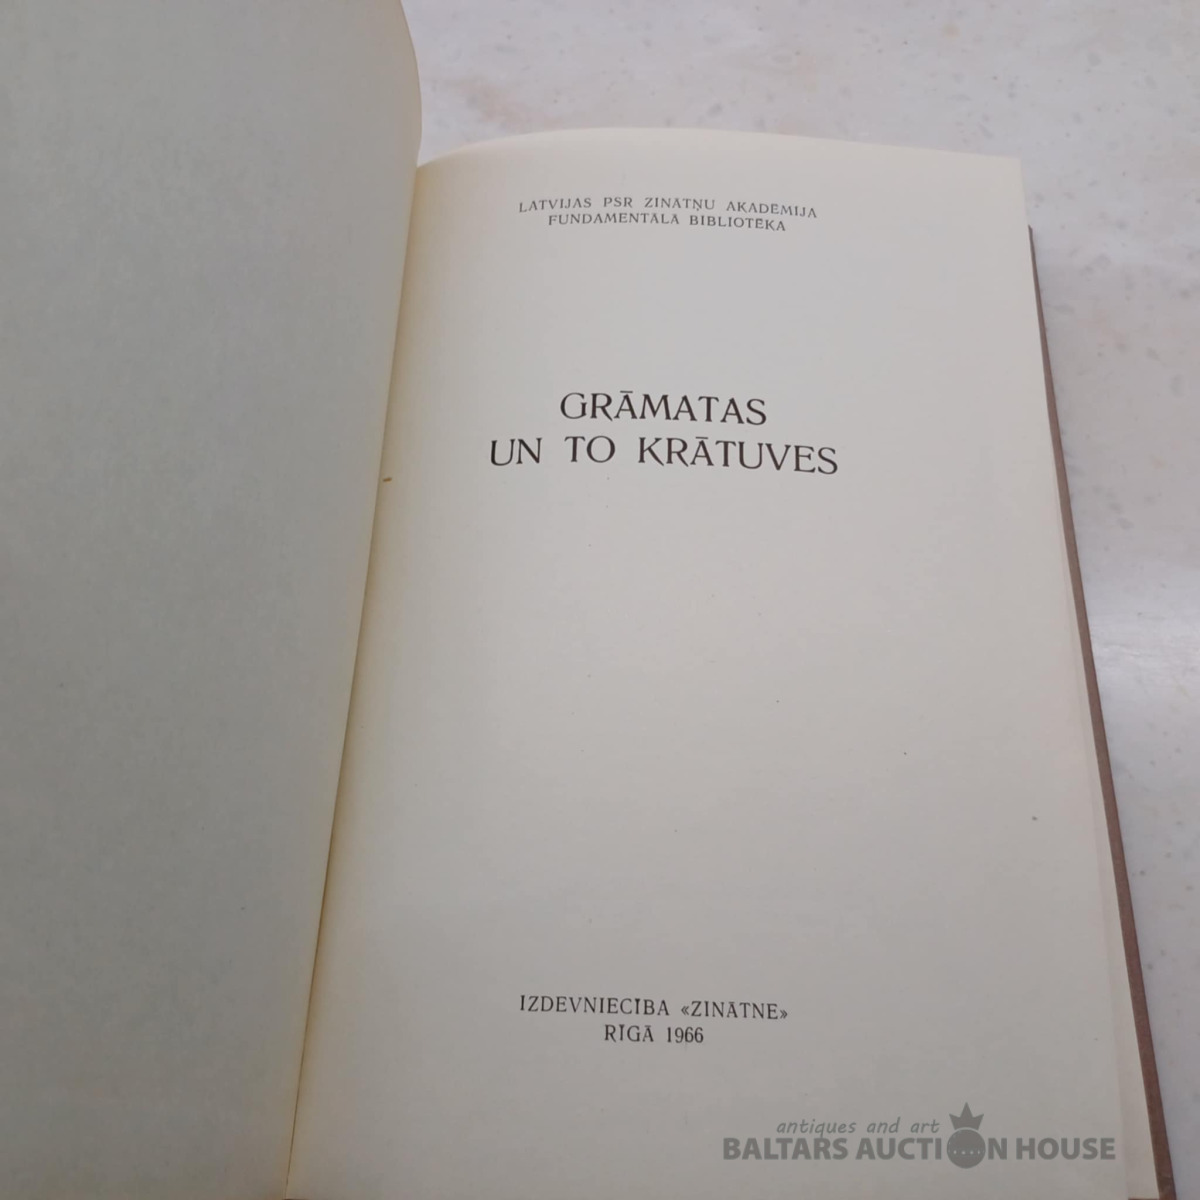 LATVIJAS PSR ZINĀTŅU AKADĒMIJA
FUNDAMENTĀLĀ BIBLIOTĒKA
GRĀMATAS
UN TO KRĀTUVES
IZDEVNIECĪBA «ZINĀTNE»
RĪGĀ 1966
antiques and art
BALTARS AUCTION HOUSE